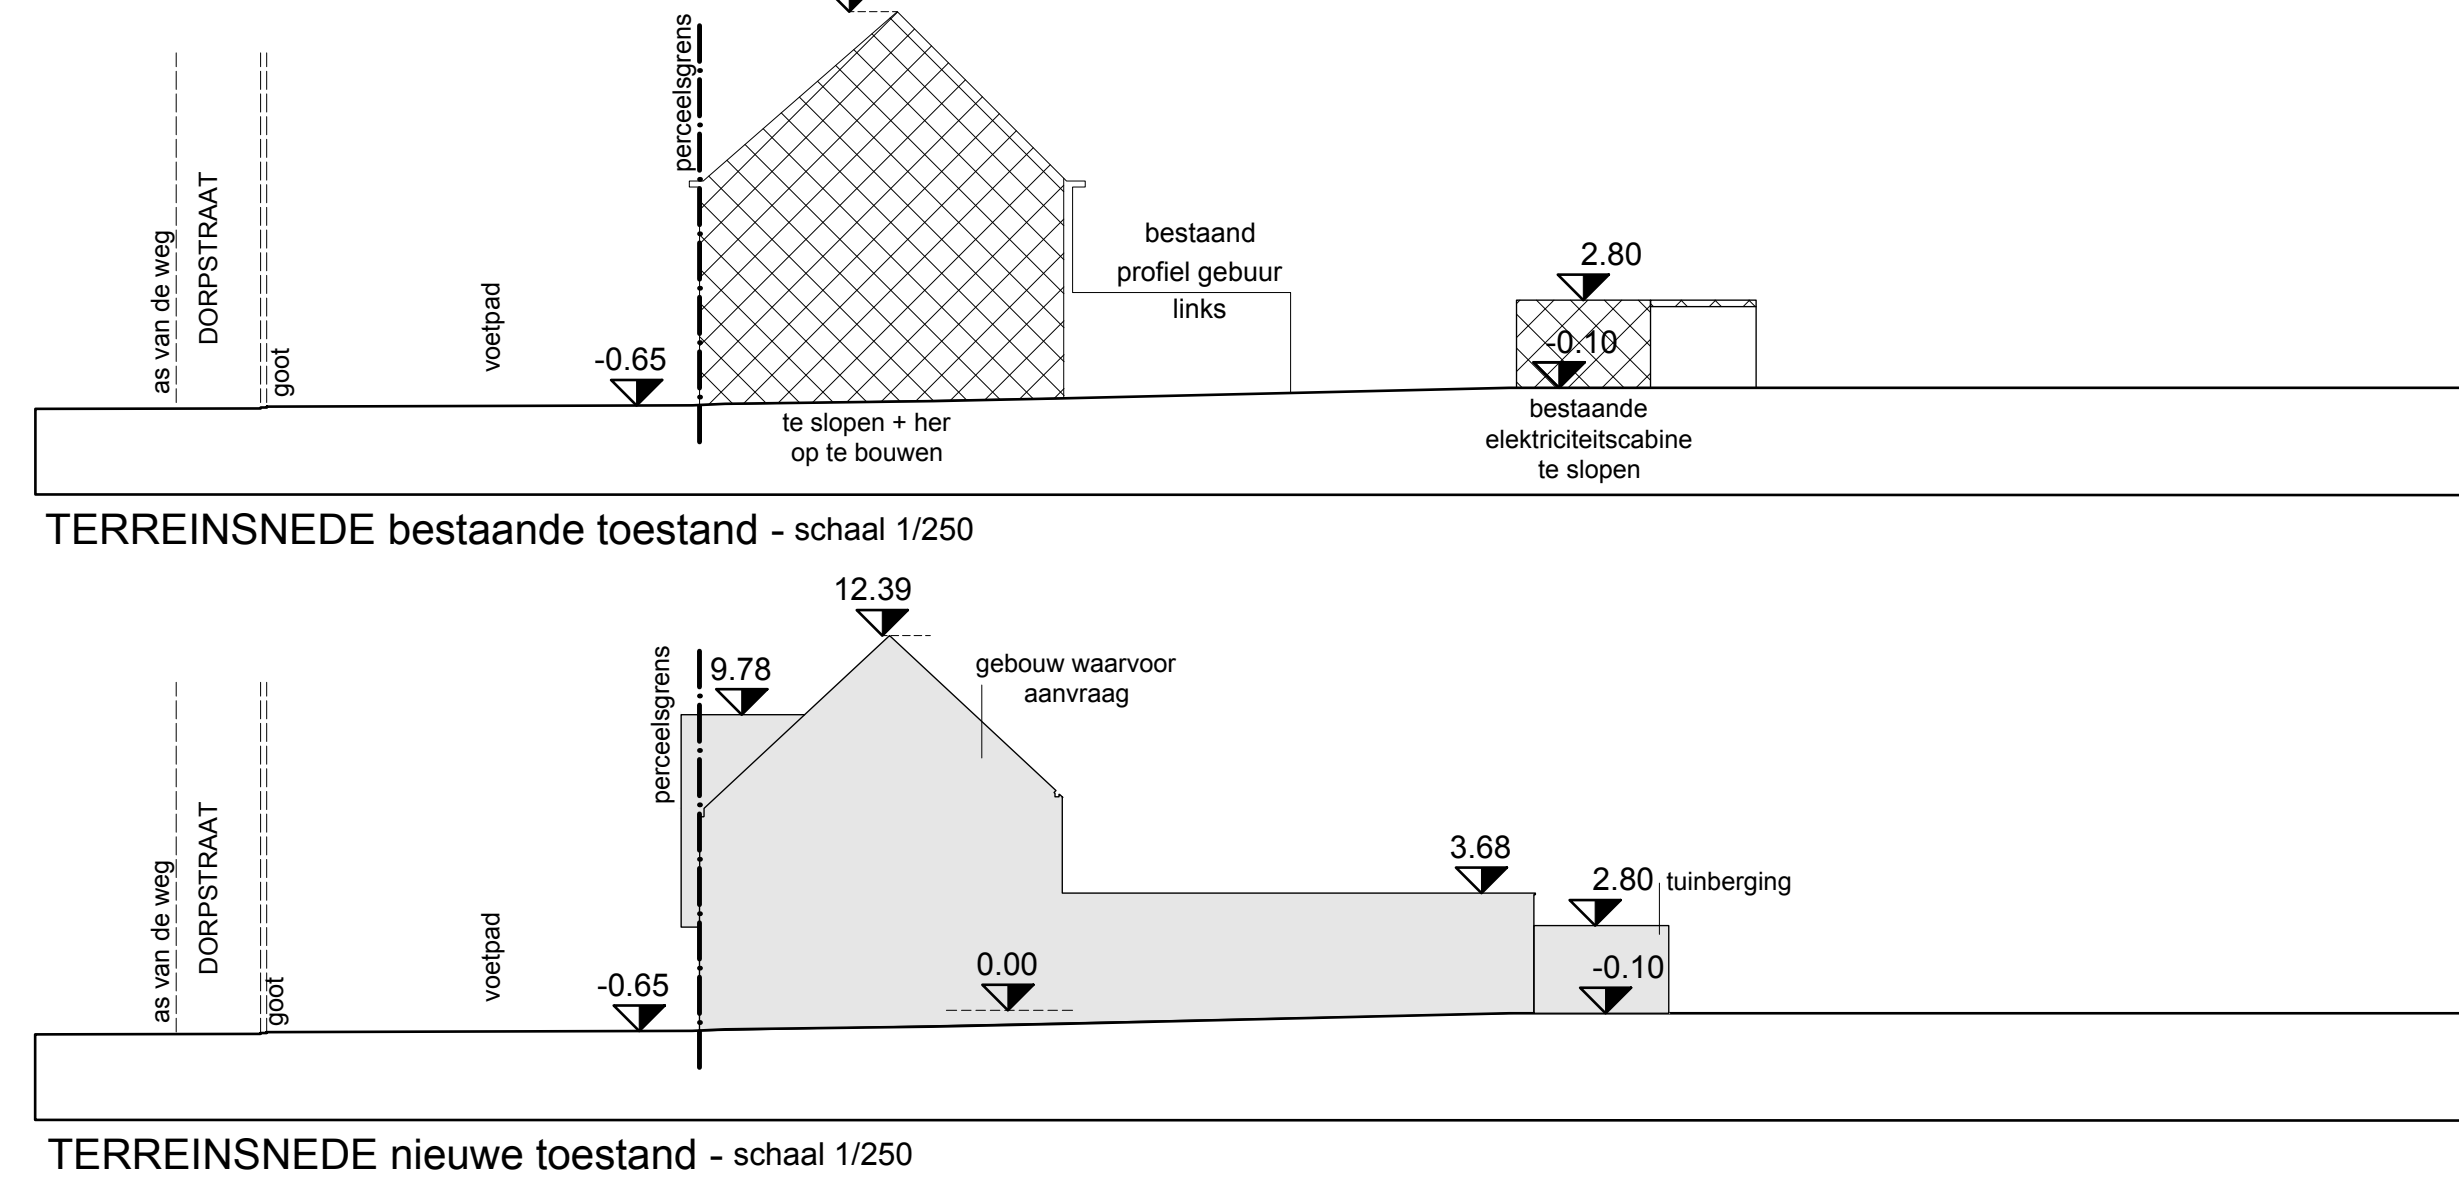 perceelsgrens
as van de weg
DORPSTRAAT
goot
voetpad
-0.65
bestaand
profiel gebuur
links
2.80
-0.10
te slopen + her
op te bouwen
bestaande
elektriciteitscabine
te slopen
TERREINSNEDE bestaande toestand - schaal 1/250
12.39
perceelsgrens
9.78
gebouw waarvoor
aanvraag
as van de weg
DORPSTRAAT
goot
voetpad
-0.65
0.00
3.68
2.80
tuinberging
-0.10
TERREINSNEDE nieuwe toestand - schaal 1/250